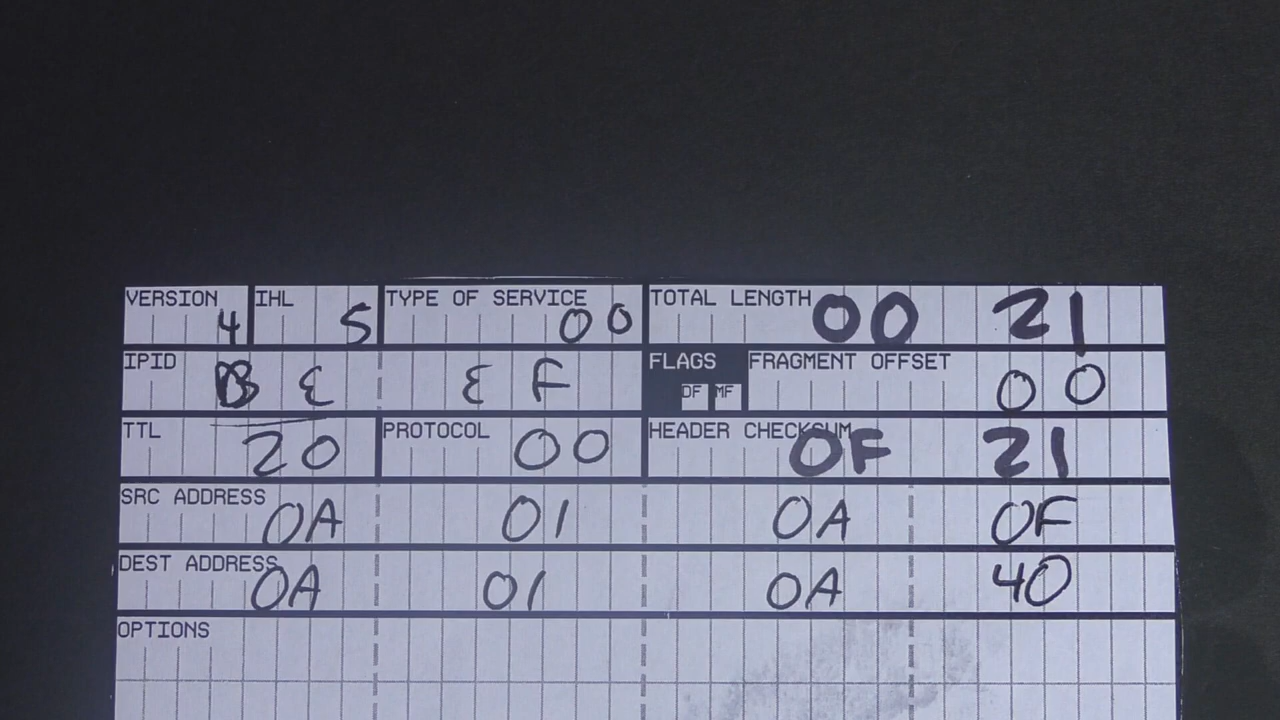 VERSION IHL TYPE OF SERVICE TOTAL LENGTH
4 5 00 00 21
IPID FLAGS FRAGMENT OFFSET
B E E F DF MF 00
TTL PROTOCOL HEADER CHECKSUM
20 00 0F 21
SRC ADDRESS 0A 01 0A 0F
DEST ADDRESS 0A 01 0A 40
OPTIONS